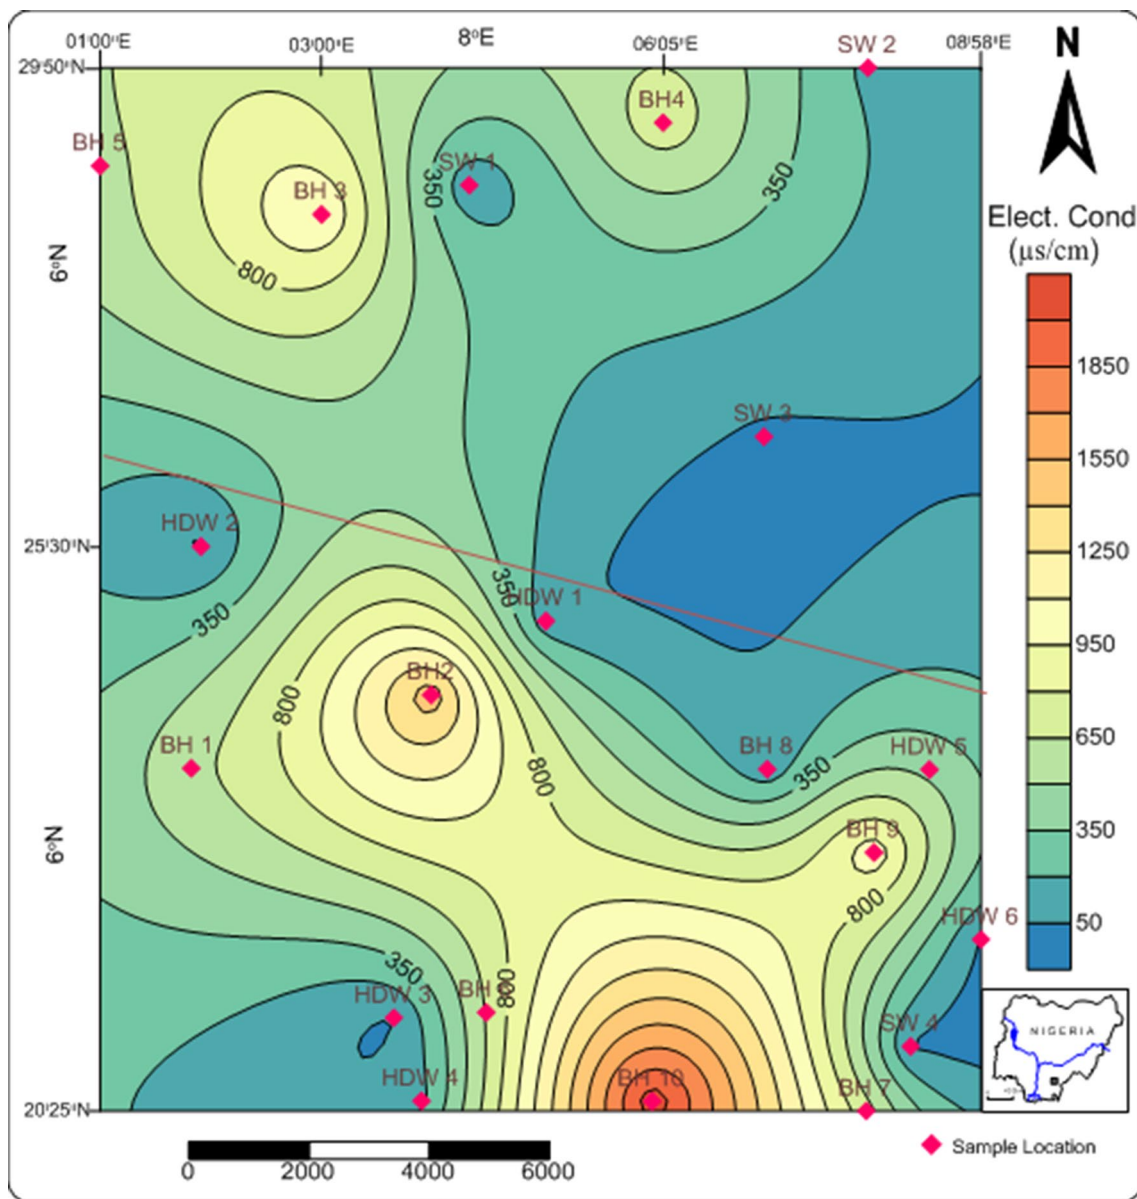 01'00"E
03'00"E
8°E
06'05"E
SW 2
08'58"E
N
29'50"N
BH4
BH 5
SW 1
350
350
BH 3
Elect. Cond
(µs/cm)
6°N
800
1850
SW 3
1550
HDW 2
25'30"N
1250
350
HDW 1
350
950
BH2
800
650
BH 1
BH 8
HDW 5
800
350
350
BH 9
6°N
800
50
HDW 6
350
HDW 3
BH
800
SW 4
NIGERIA
HDW 4
BH 10
BH 7
20'25"N
Sample Location
0
2000
4000
6000